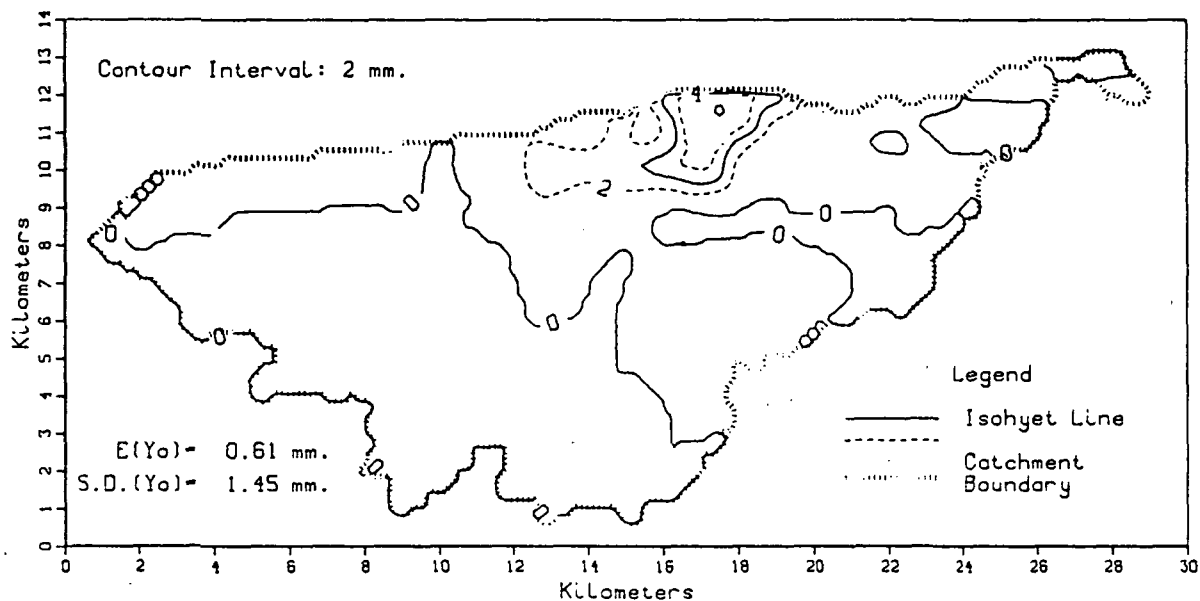 14
13
12
11
10
9
8
7
6
5
4
3
2
1
0
Kilometers
Contour Interval: 2 mm.
4
2
0
0
0
0
0
0
0
0
0
0
E(Yo)= 0.61 mm.
S.D.(Yo)= 1.45 mm.
Legend
Isohyet Line
Catchment
Boundary
0 2 4 6 8 10 12 14 16 18 20 22 24 26 28 30
Kilometers